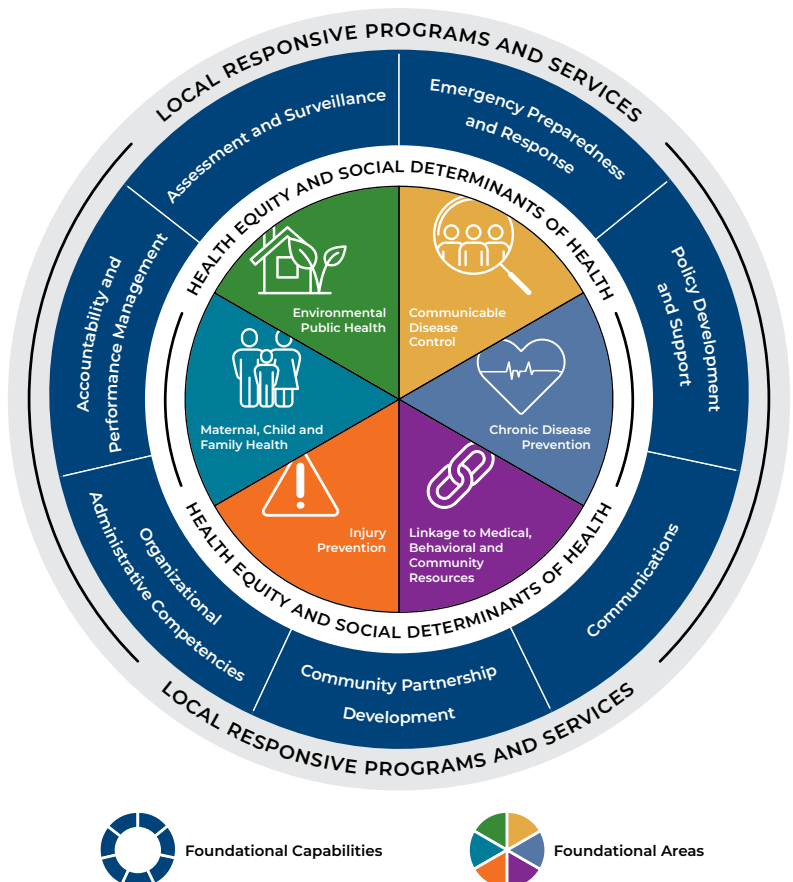 LOCAL RESPONSIVE PROGRAMS AND SERVICES
Assessment and Surveillance
Emergency Preparedness
and Response
Policy Development
and Support
Communications
Community Partnership
Development
Organizational
Administrative Competencies
Accountability and
Performance Management
HEALTH EQUITY AND SOCIAL DETERMINANTS OF HEALTH
Environmental
Public Health
Communicable
Disease
Control
Maternal, Child and
Family Health
Chronic Disease
Prevention
Injury
Prevention
Linkage to Medical,
Behavioral and
Community
Resources
HEALTH EQUITY AND SOCIAL DETERMINANTS OF HEALTH
LOCAL RESPONSIVE PROGRAMS AND SERVICES
Foundational Capabilities
Foundational Areas